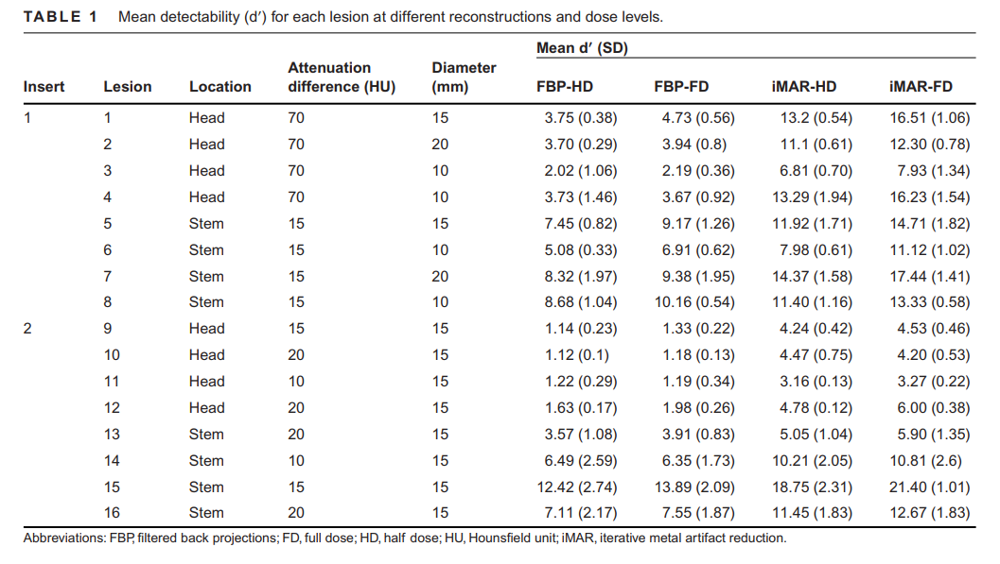 TABLE 1 Mean detectability (d′) for each lesion at different reconstructions and dose levels.
Mean d′ (SD)
Insert Lesion Location Attenuation difference (HU) Diameter (mm) FBP-HD FBP-FD iMAR-HD iMAR-FD
1 1 Head 70 15 3.75 (0.38) 4.73 (0.56) 13.2 (0.54) 16.51 (1.06)
2 Head 70 20 3.70 (0.29) 3.94 (0.8) 11.1 (0.61) 12.30 (0.78)
3 Head 70 10 2.02 (1.06) 2.19 (0.36) 6.81 (0.70) 7.93 (1.34)
4 Head 70 10 3.73 (1.46) 3.67 (0.92) 13.29 (1.94) 16.23 (1.54)
5 Stem 15 15 7.45 (0.82) 9.17 (1.26) 11.92 (1.71) 14.71 (1.82)
6 Stem 15 10 5.08 (0.33) 6.91 (0.62) 7.98 (0.61) 11.12 (1.02)
7 Stem 15 20 8.32 (1.97) 9.38 (1.95) 14.37 (1.58) 17.44 (1.41)
8 Stem 15 10 8.68 (1.04) 10.16 (0.54) 11.40 (1.16) 13.33 (0.58)
2 9 Head 15 15 1.14 (0.23) 1.33 (0.22) 4.24 (0.42) 4.53 (0.46)
10 Head 20 15 1.12 (0.1) 1.18 (0.13) 4.47 (0.75) 4.20 (0.53)
11 Head 10 15 1.22 (0.29) 1.19 (0.34) 3.16 (0.13) 3.27 (0.22)
12 Head 20 15 1.63 (0.17) 1.98 (0.26) 4.78 (0.12) 6.00 (0.38)
13 Stem 20 15 3.57 (1.08) 3.91 (0.83) 5.05 (1.04) 5.90 (1.35)
14 Stem 10 15 6.49 (2.59) 6.35 (1.73) 10.21 (2.05) 10.81 (2.6)
15 Stem 15 15 12.42 (2.74) 13.89 (2.09) 18.75 (2.31) 21.40 (1.01)
16 Stem 20 15 7.11 (2.17) 7.55 (1.87) 11.45 (1.83) 12.67 (1.83)
Abbreviations: FBP, filtered back projections; FD, full dose; HD, half dose; HU, Hounsfield unit; iMAR, iterative metal artifact reduction.